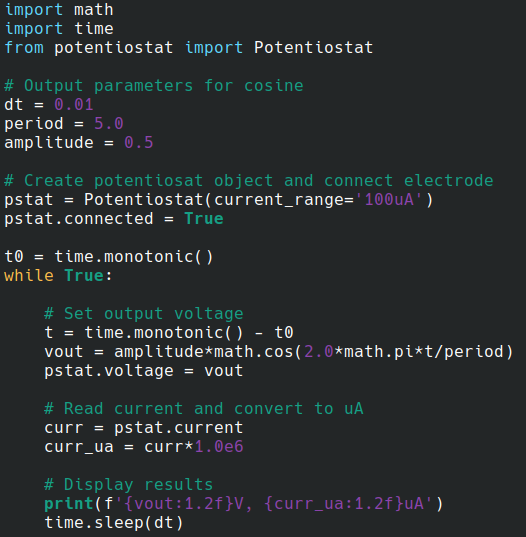 import math
import time
from potentiostat import Potentiostat

# Output parameters for cosine
dt = 0.01
period = 5.0
amplitude = 0.5

# Create potentiosat object and connect electrode
pstat = Potentiostat(current_range='100uA')
pstat.connected = True

t0 = time.monotonic()
while True:

    # Set output voltage
    t = time.monotonic() - t0
    vout = amplitude*math.cos(2.0*math.pi*t/period)
    pstat.voltage = vout

    # Read current and convert to uA
    curr = pstat.current
    curr_ua = curr*1.0e6

    # Display results
    print(f'{vout:1.2f}V, {curr_ua:1.2f}uA')
    time.sleep(dt)